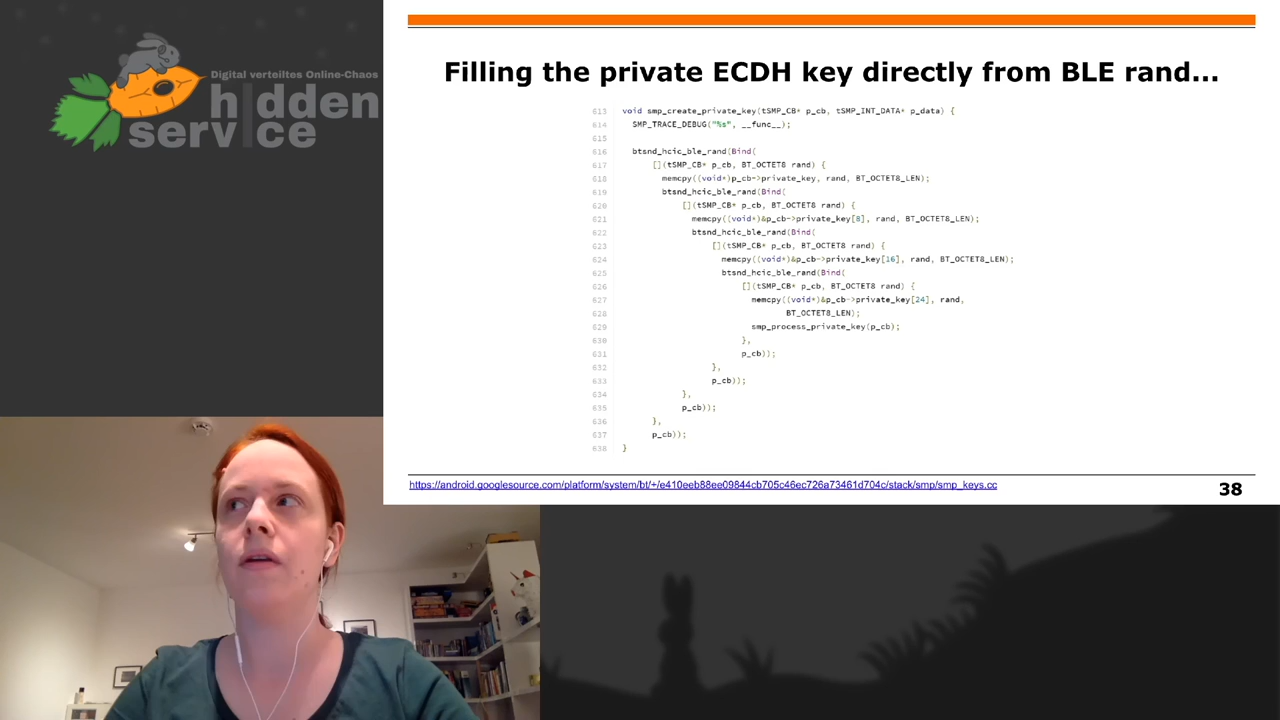 Digital verteiltes Online-Chaos
hidden
service
Filling the private ECDH key directly from BLE rand...
613 void smp_create_private_key(tSMP_CB* p_cb, tSMP_INT_DATA* p_data) {
614 SMP_TRACE_DEBUG("%s", __func__);
615
616 btsnd_hcic_ble_rand(Bind(
617 [](tSMP_CB* p_cb, BT_OCTET8 rand) {
618 memcpy((void*)p_cb->private_key, rand, BT_OCTET8_LEN);
619 btsnd_hcic_ble_rand(Bind(
620 [](tSMP_CB* p_cb, BT_OCTET8 rand) {
621 memcpy((void*)&p_cb->private_key[8], rand, BT_OCTET8_LEN);
622 btsnd_hcic_ble_rand(Bind(
623 [](tSMP_CB* p_cb, BT_OCTET8 rand) {
624 memcpy((void*)&p_cb->private_key[16], rand, BT_OCTET8_LEN);
625 btsnd_hcic_ble_rand(Bind(
626 [](tSMP_CB* p_cb, BT_OCTET8 rand) {
627 memcpy((void*)&p_cb->private_key[24], rand,
628 BT_OCTET8_LEN);
629 smp_process_private_key(p_cb);
630 },
631 p_cb));
632 },
633 p_cb));
634 },
635 p_cb));
636 },
637 p_cb));
638 }
https://android.googlesource.com/platform/system/bt/+/e410eeb88ee09844cb705c46ec726a73461d704c/stack/smp/smp_keys.cc
38